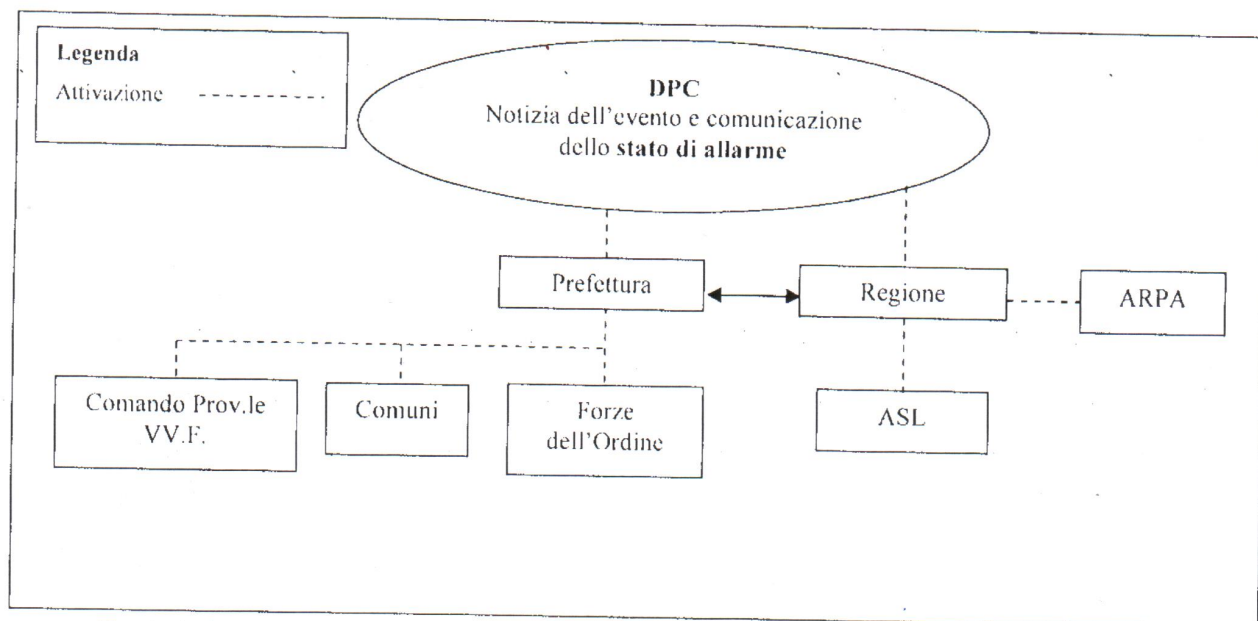 Legenda
Attivazione
DPC
Notizia dell'evento e comunicazione
dello stato di allarme
Prefettura
Regione
ARPA
Comando Prov.le
VV.F.
Comuni
Forze
dell'Ordine
ASL